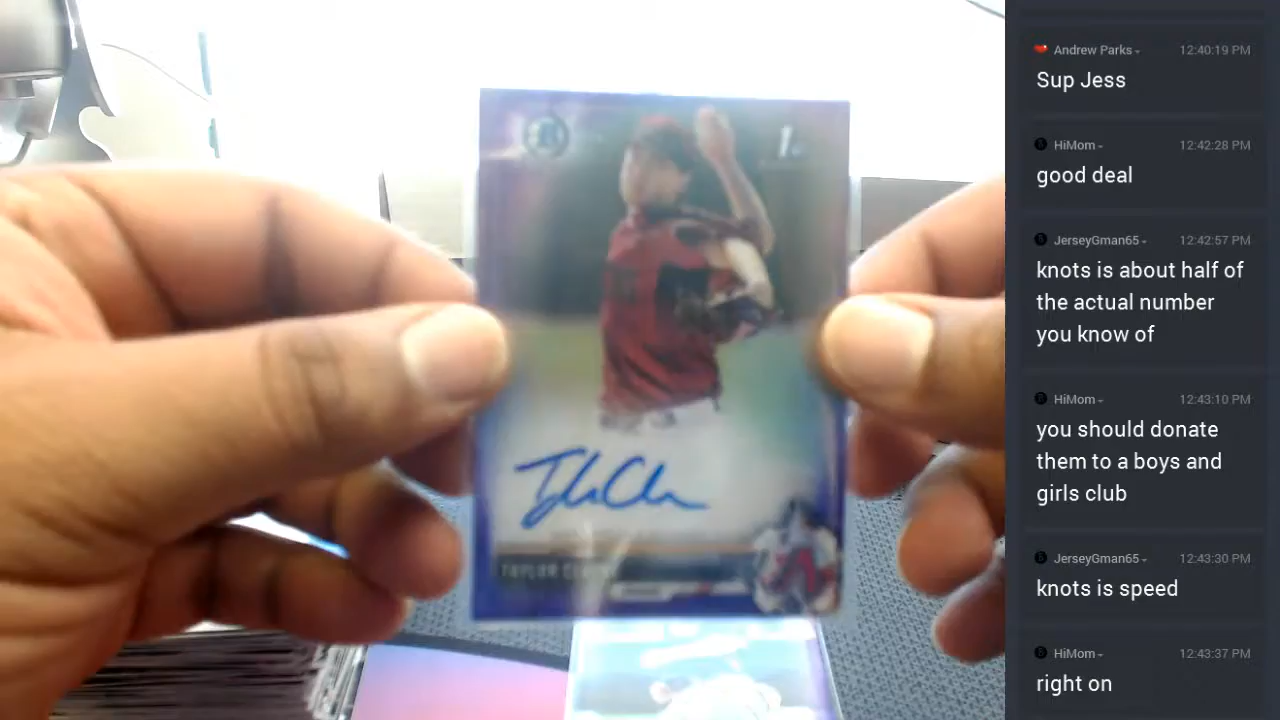 Andrew Parks 12:40:19 PM
Sup Jess
HiMom 12:42:28 PM
good deal
JerseyGman65 12:42:57 PM
knots is about half of
the actual number
you know of
HiMom 12:43:10 PM
you should donate
them to a boys and
girls club
JerseyGman65 12:43:30 PM
knots is speed
HiMom 12:43:37 PM
right on
TAYLOR